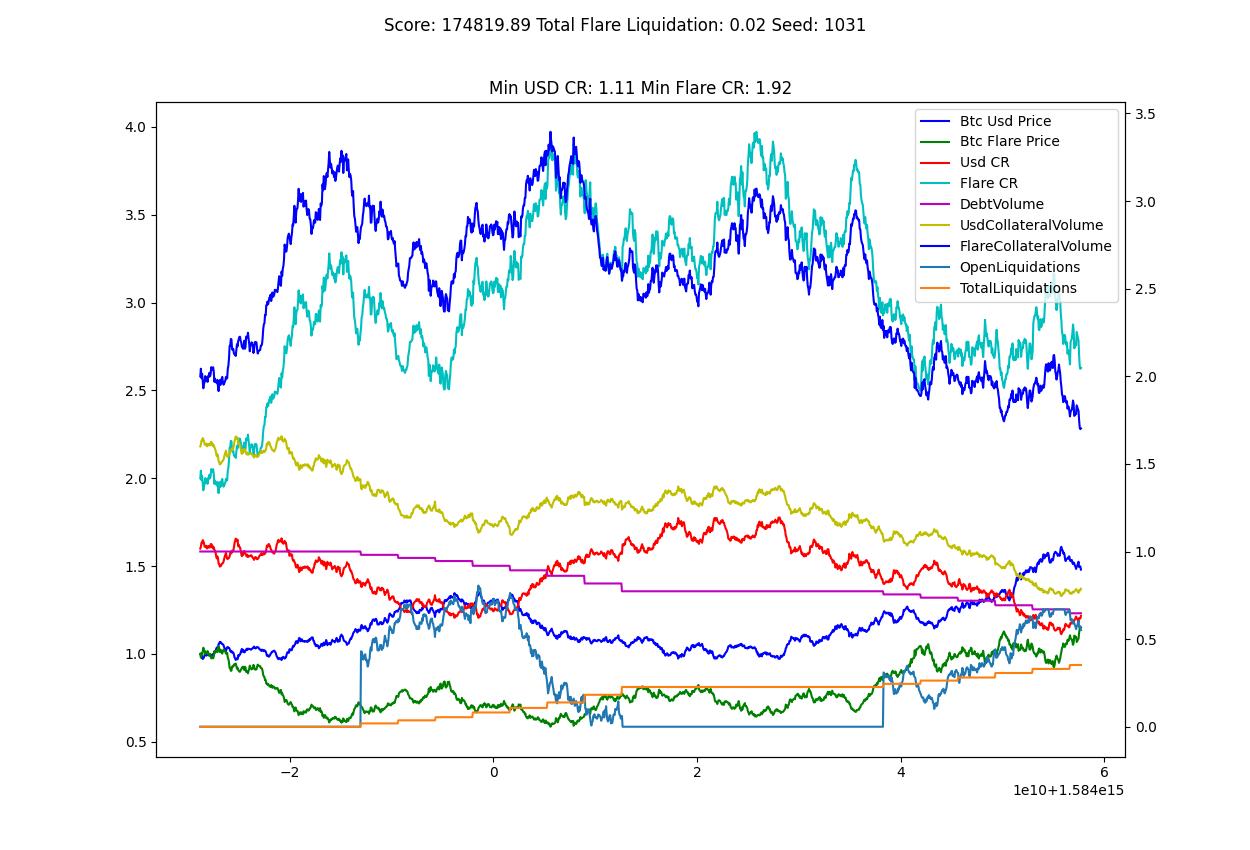 Score: 174819.89 Total Flare Liquidation: 0.02 Seed: 1031
Min USD CR: 1.11 Min Flare CR: 1.92
4.0
3.5
3.0
2.5
2.0
1.5
1.0
0.5
Btc Usd Price
Btc Flare Price
Usd CR
Flare CR
DebtVolume
UsdCollateralVolume
FlareCollateralVolume
OpenLiquidations
TotalLiquidations
3.5
3.0
2.5
2.0
1.5
1.0
0.5
0.0
−2 0 2 4 6
1e10+1.584e15